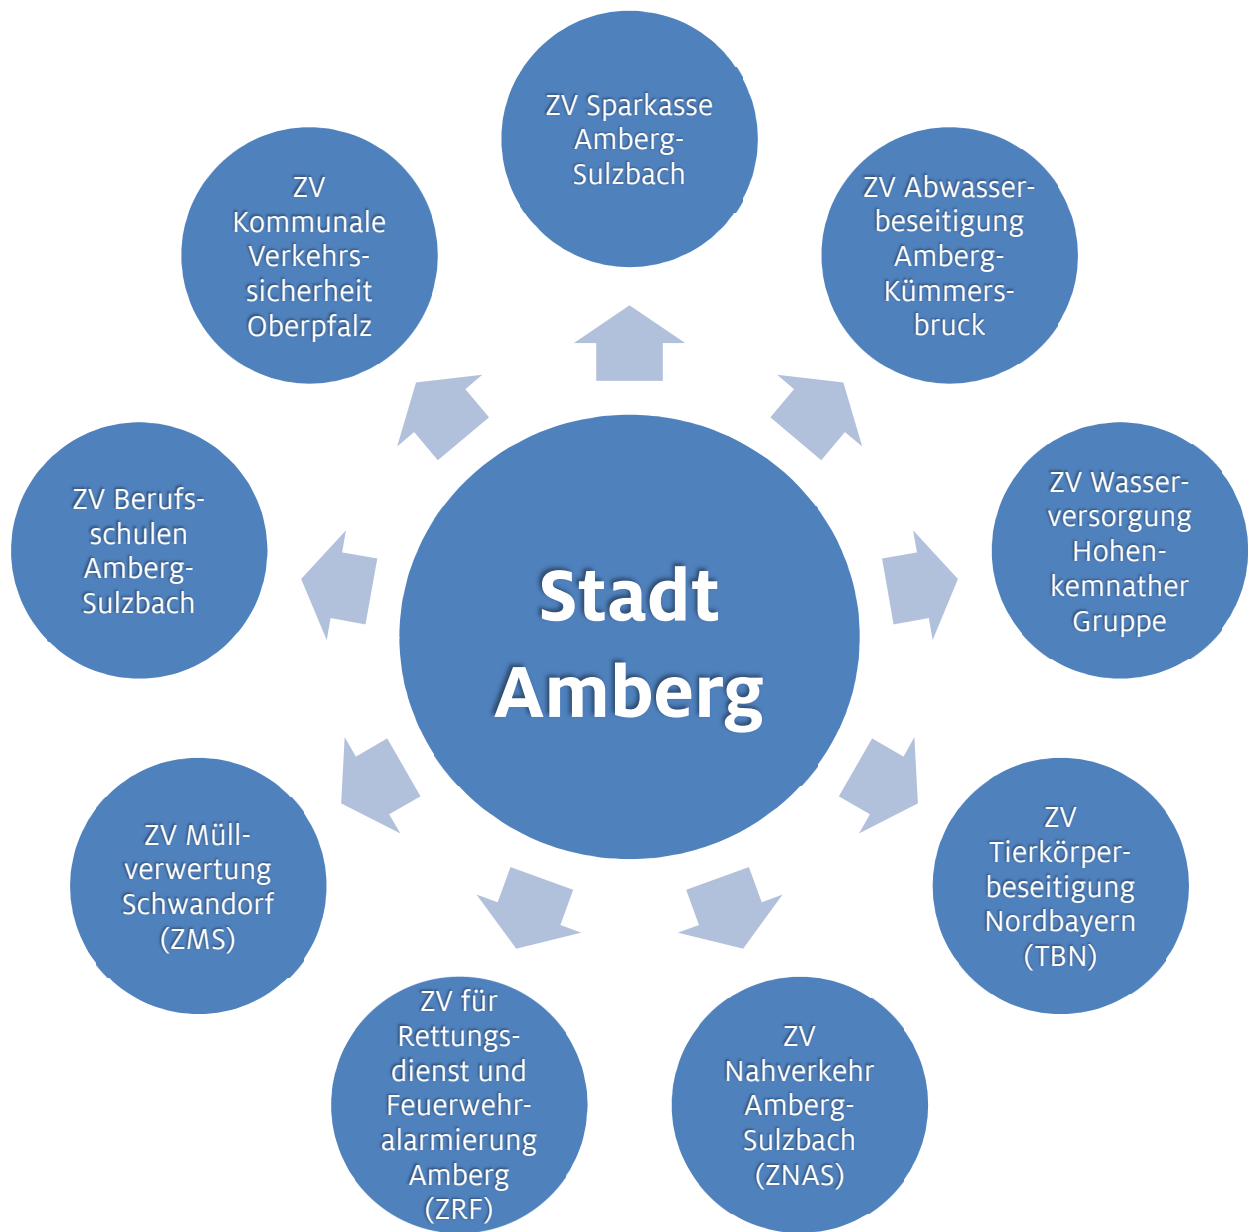 ZV Sparkasse
Amberg-
Sulzbach
ZV Abwasser-
beseitigung
Amberg-
Kümmers-
bruck
ZV Wasser-
versorgung
Hohen-
kemnather
Gruppe
ZV
Tierkörper-
beseitigung
Nordbayern
(TBN)
ZV
Nahverkehr
Amberg-
Sulzbach
(ZNAS)
ZV für
Rettungs-
dienst und
Feuerwehr-
alarmierung
Amberg
(ZRF)
ZV Müll-
verwertung
Schwandorf
(ZMS)
ZV Berufs-
schulen
Amberg-
Sulzbach
ZV
Kommunale
Verkehrs-
sicherheit
Oberpfalz
Stadt
Amberg